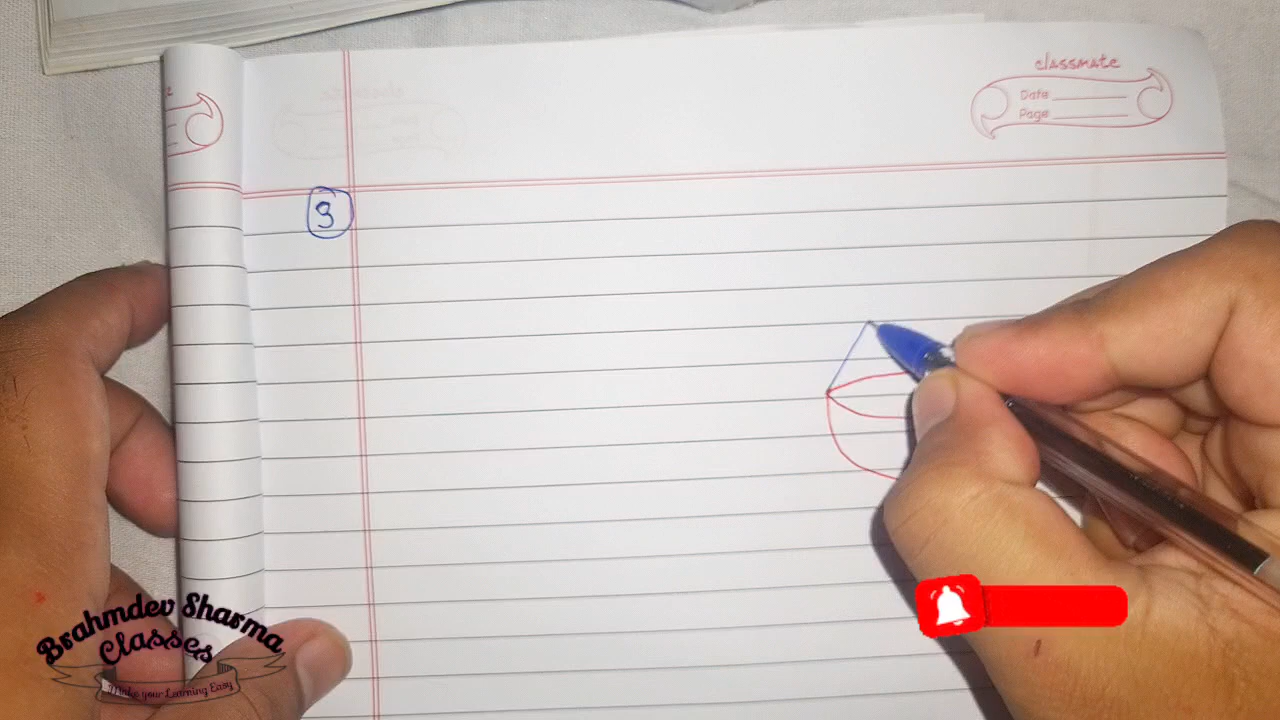 classmate
Date
Page
3
Brahmdev Sharma
Classes
Make your Learning Easy